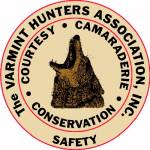 The VARMINT HUNTERS ASSOCIATION, INC.
• COURTESY • CAMARADERIE • CONSERVATION
SAFETY